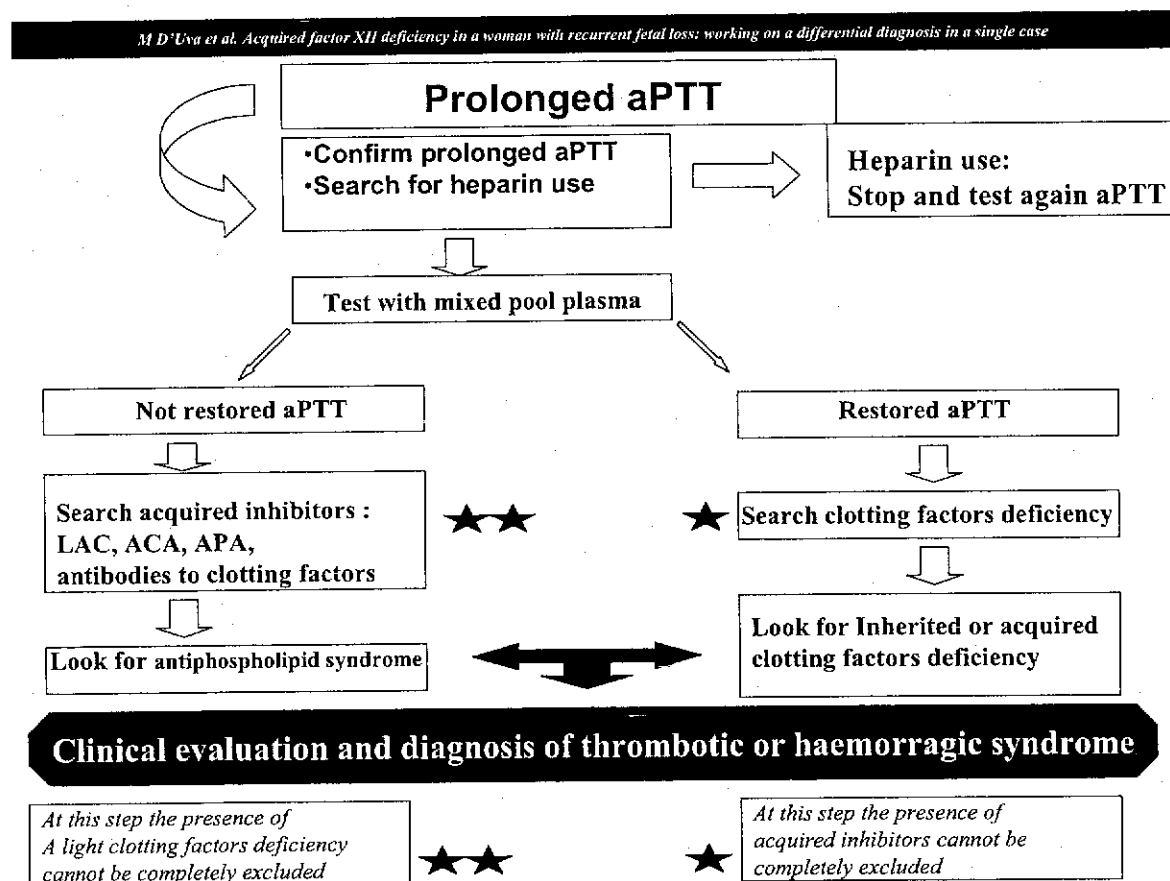 M D'Uva et al. Acquired factor XII deficiency in a woman with recurrent fetal loss: working on a differential diagnosis in a single case
Prolonged aPTT
•Confirm prolonged aPTT
•Search for heparin use
Heparin use:
Stop and test again aPTT
Test with mixed pool plasma
Not restored aPTT
Restored aPTT
Search acquired inhibitors :
LAC, ACA, APA,
antibodies to clotting factors
Search clotting factors deficiency
Look for antiphospholipid syndrome
Look for Inherited or acquired
clotting factors deficiency
Clinical evaluation and diagnosis of thrombotic or haemorragic syndrome
At this step the presence of
A light clotting factors deficiency
cannot be completely excluded
At this step the presence of
acquired inhibitors cannot be
completely excluded